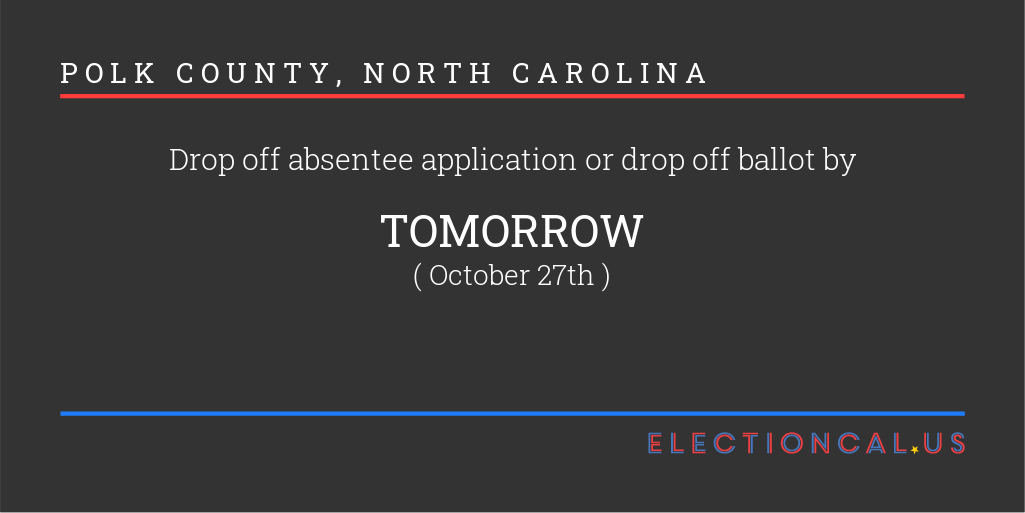 POLK COUNTY, NORTH CAROLINA
Drop off absentee application or drop off ballot by
TOMORROW
( October 27th )
ELECTIONCAL.US